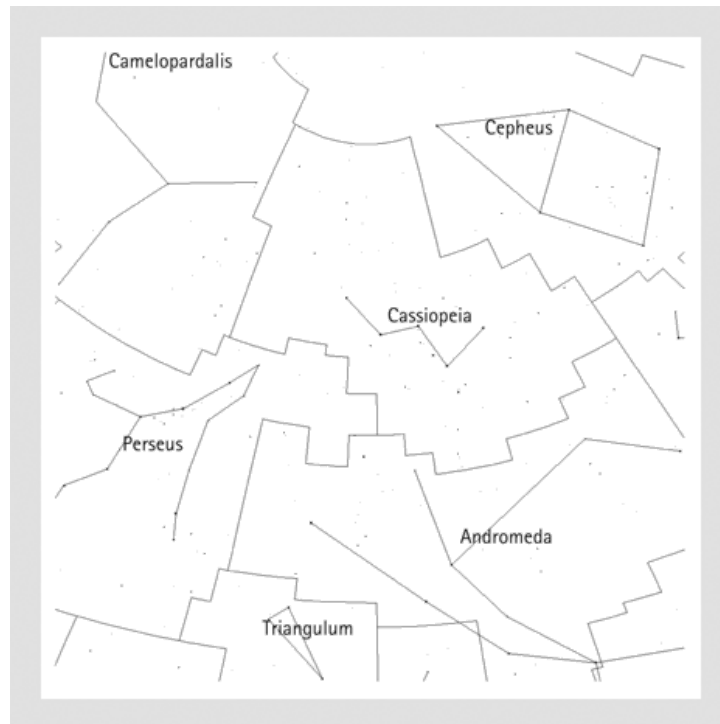 Camelopardalis
Cepheus
Cassiopeia
Perseus
Andromeda
Triangulum